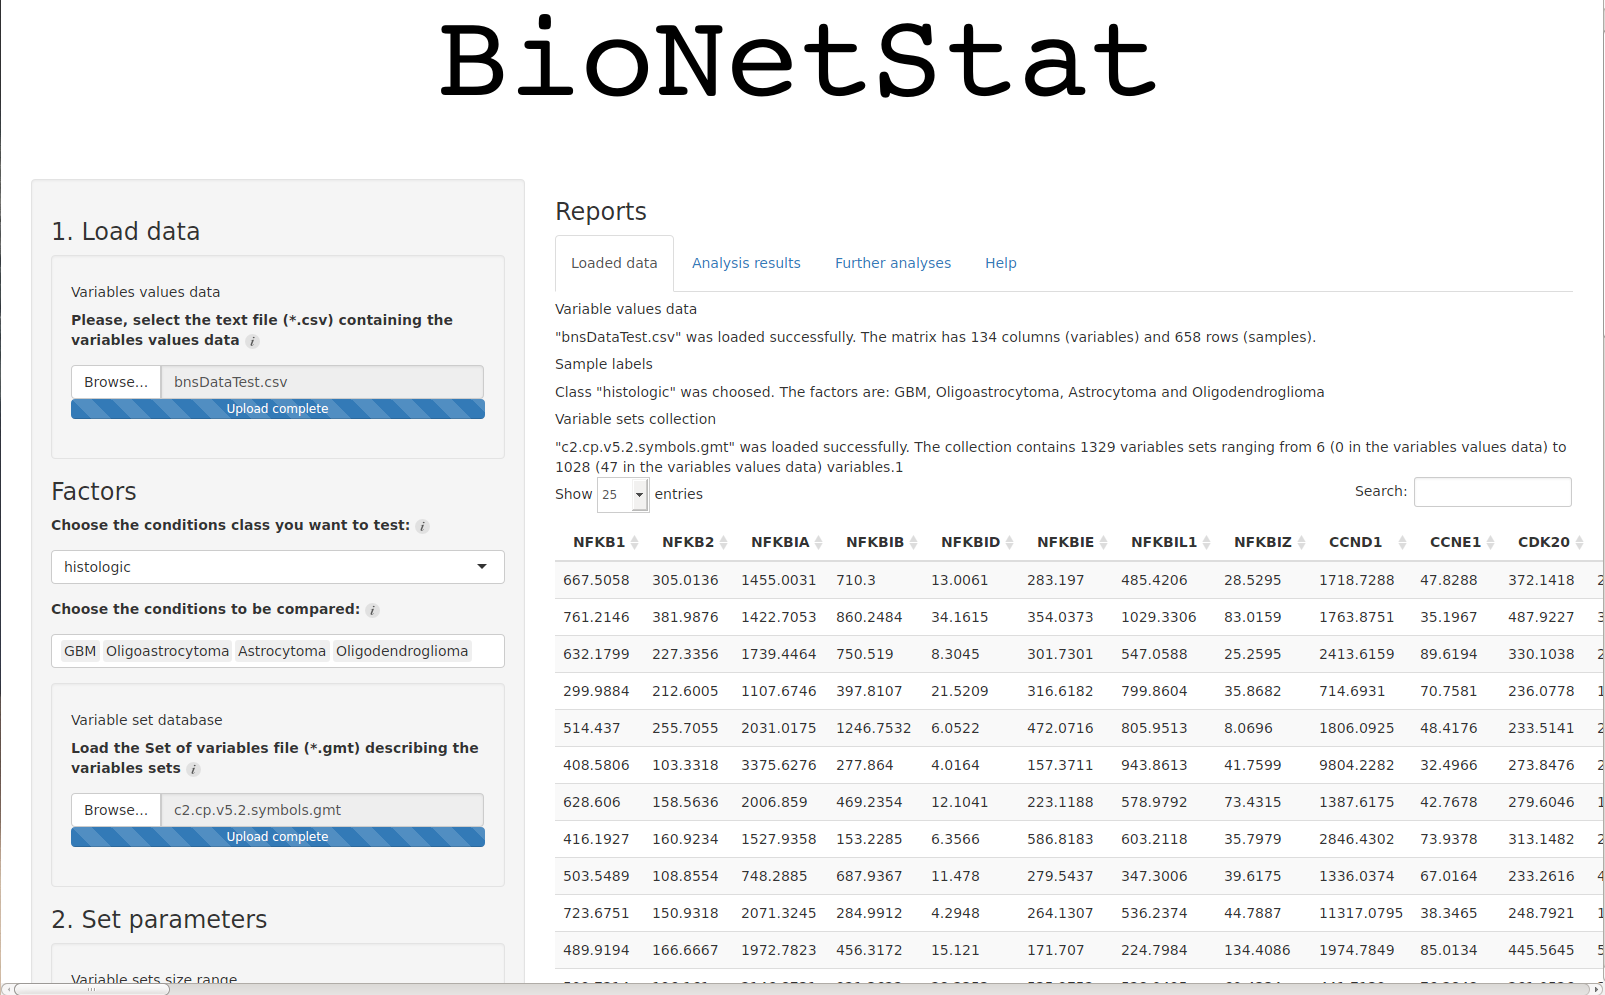 BioNetStat
1. Load data
Variables values data
Please, select the text file (*.csv) containing the
variables values data i
Browse... bnsDataTest.csv
Upload complete
Factors
Choose the conditions class you want to test: i
histologic
Choose the conditions to be compared: i
GBM Oligoastrocytoma Astrocytoma Oligodendroglioma
Variable set database
Load the Set of variables file (*.gmt) describing the
variables sets i
Browse... c2.cp.v5.2.symbols.gmt
Upload complete
2. Set parameters
Variable sets size range
Reports
Loaded data Analysis results Further analyses Help
Variable values data
"bnsDataTest.csv" was loaded successfully. The matrix has 134 columns (variables) and 658 rows (samples).
Sample labels
Class "histologic" was choosed. The factors are: GBM, Oligoastrocytoma, Astrocytoma and Oligodendroglioma
Variable sets collection
"c2.cp.v5.2.symbols.gmt" was loaded successfully. The collection contains 1329 variables sets ranging from 6 (0 in the variables values data) to
1028 (47 in the variables values data) variables.1
Show 25 entries Search:
NFKB1 NFKB2 NFKBIA NFKBIB NFKBID NFKBIE NFKBIL1 NFKBIZ CCND1 CCNE1 CDK20
667.5058 305.0136 1455.0031 710.3 13.0061 283.197 485.4206 28.5295 1718.7288 47.8288 372.1418
761.2146 381.9876 1422.7053 860.2484 34.1615 354.0373 1029.3306 83.0159 1763.8751 35.1967 487.9227
632.1799 227.3356 1739.4464 750.519 8.3045 301.7301 547.0588 25.2595 2413.6159 89.6194 330.1038
299.9884 212.6005 1107.6746 397.8107 21.5209 316.6182 799.8604 35.8682 714.6931 70.7581 236.0778
514.437 255.7055 2031.0175 1246.7532 6.0522 472.0716 805.9513 8.0696 1806.0925 48.4176 233.5141
408.5806 103.3318 3375.6276 277.864 4.0164 157.3711 943.8613 41.7599 9804.2282 32.4966 273.8476
628.606 158.5636 2006.859 469.2354 12.1041 223.1188 578.9792 73.4315 1387.6175 42.7678 279.6046
416.1927 160.9234 1527.9358 153.2285 6.3566 586.8183 603.2118 35.7979 2846.4302 73.9378 313.1482
503.5489 108.8554 748.2885 687.9367 11.478 279.5437 347.3006 39.6175 1336.0374 67.0164 233.2616
723.6751 150.9318 2071.3245 284.9912 4.2948 264.1307 536.2374 44.7887 11317.0795 38.3465 248.7921
489.9194 166.6667 1972.7823 456.3172 15.121 171.707 224.7984 134.4086 1974.7849 85.0134 445.5645